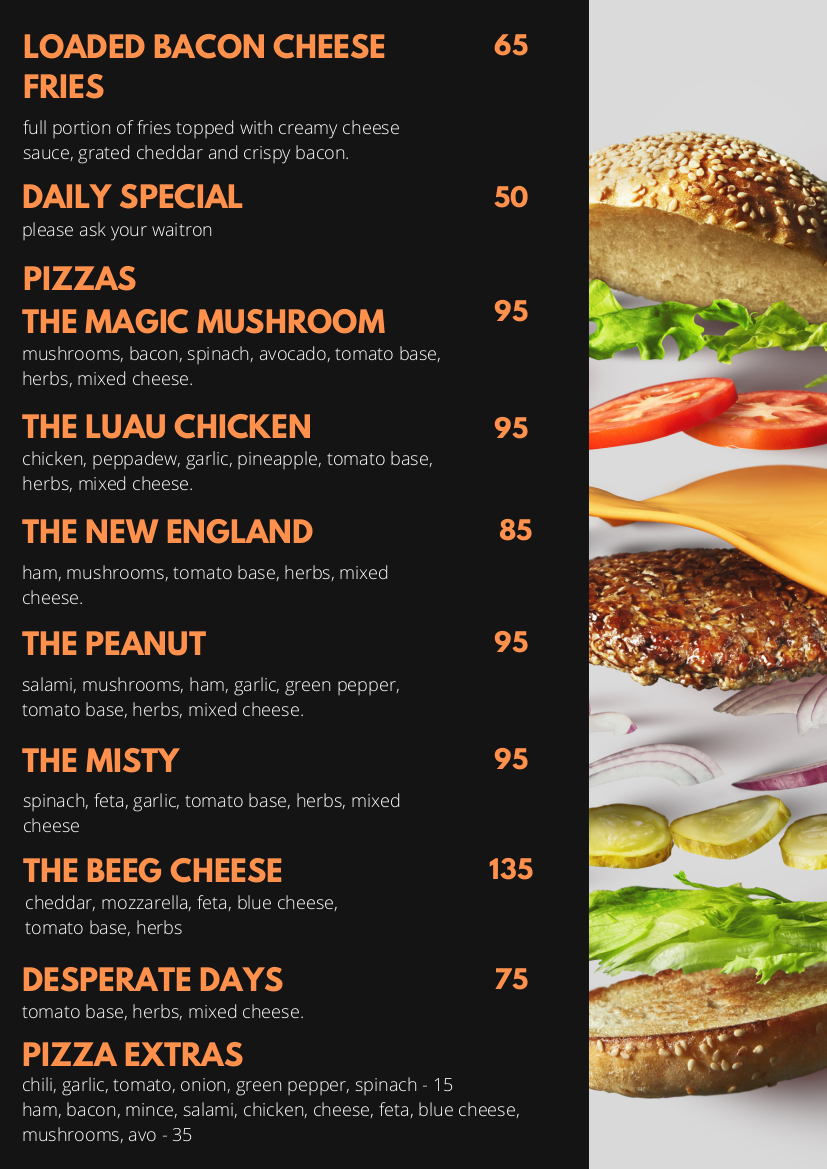 LOADED BACON CHEESE 65
FRIES
full portion of fries topped with creamy cheese
sauce, grated cheddar and crispy bacon.
DAILY SPECIAL 50
please ask your waitron
PIZZAS
THE MAGIC MUSHROOM 95
mushrooms, bacon, spinach, avocado, tomato base,
herbs, mixed cheese.
THE LUAU CHICKEN 95
chicken, peppadew, garlic, pineapple, tomato base,
herbs, mixed cheese.
THE NEW ENGLAND 85
ham, mushrooms, tomato base, herbs, mixed
cheese.
THE PEANUT 95
salami, mushrooms, ham, garlic, green pepper,
tomato base, herbs, mixed cheese.
THE MISTY 95
spinach, feta, garlic, tomato base, herbs, mixed
cheese
THE BEEG CHEESE 135
cheddar, mozzarella, feta, blue cheese,
tomato base, herbs
DESPERATE DAYS 75
tomato base, herbs, mixed cheese.
PIZZA EXTRAS
chili, garlic, tomato, onion, green pepper, spinach - 15
ham, bacon, mince, salami, chicken, cheese, feta, blue cheese,
mushrooms, avo - 35